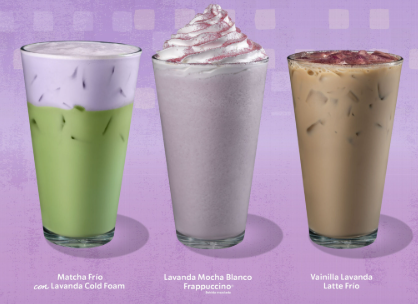 Matcha Frío
con Lavanda Cold Foam
Lavanda Mocha Blanco
Frappuccino®
Vainilla Lavanda
Latte Frío